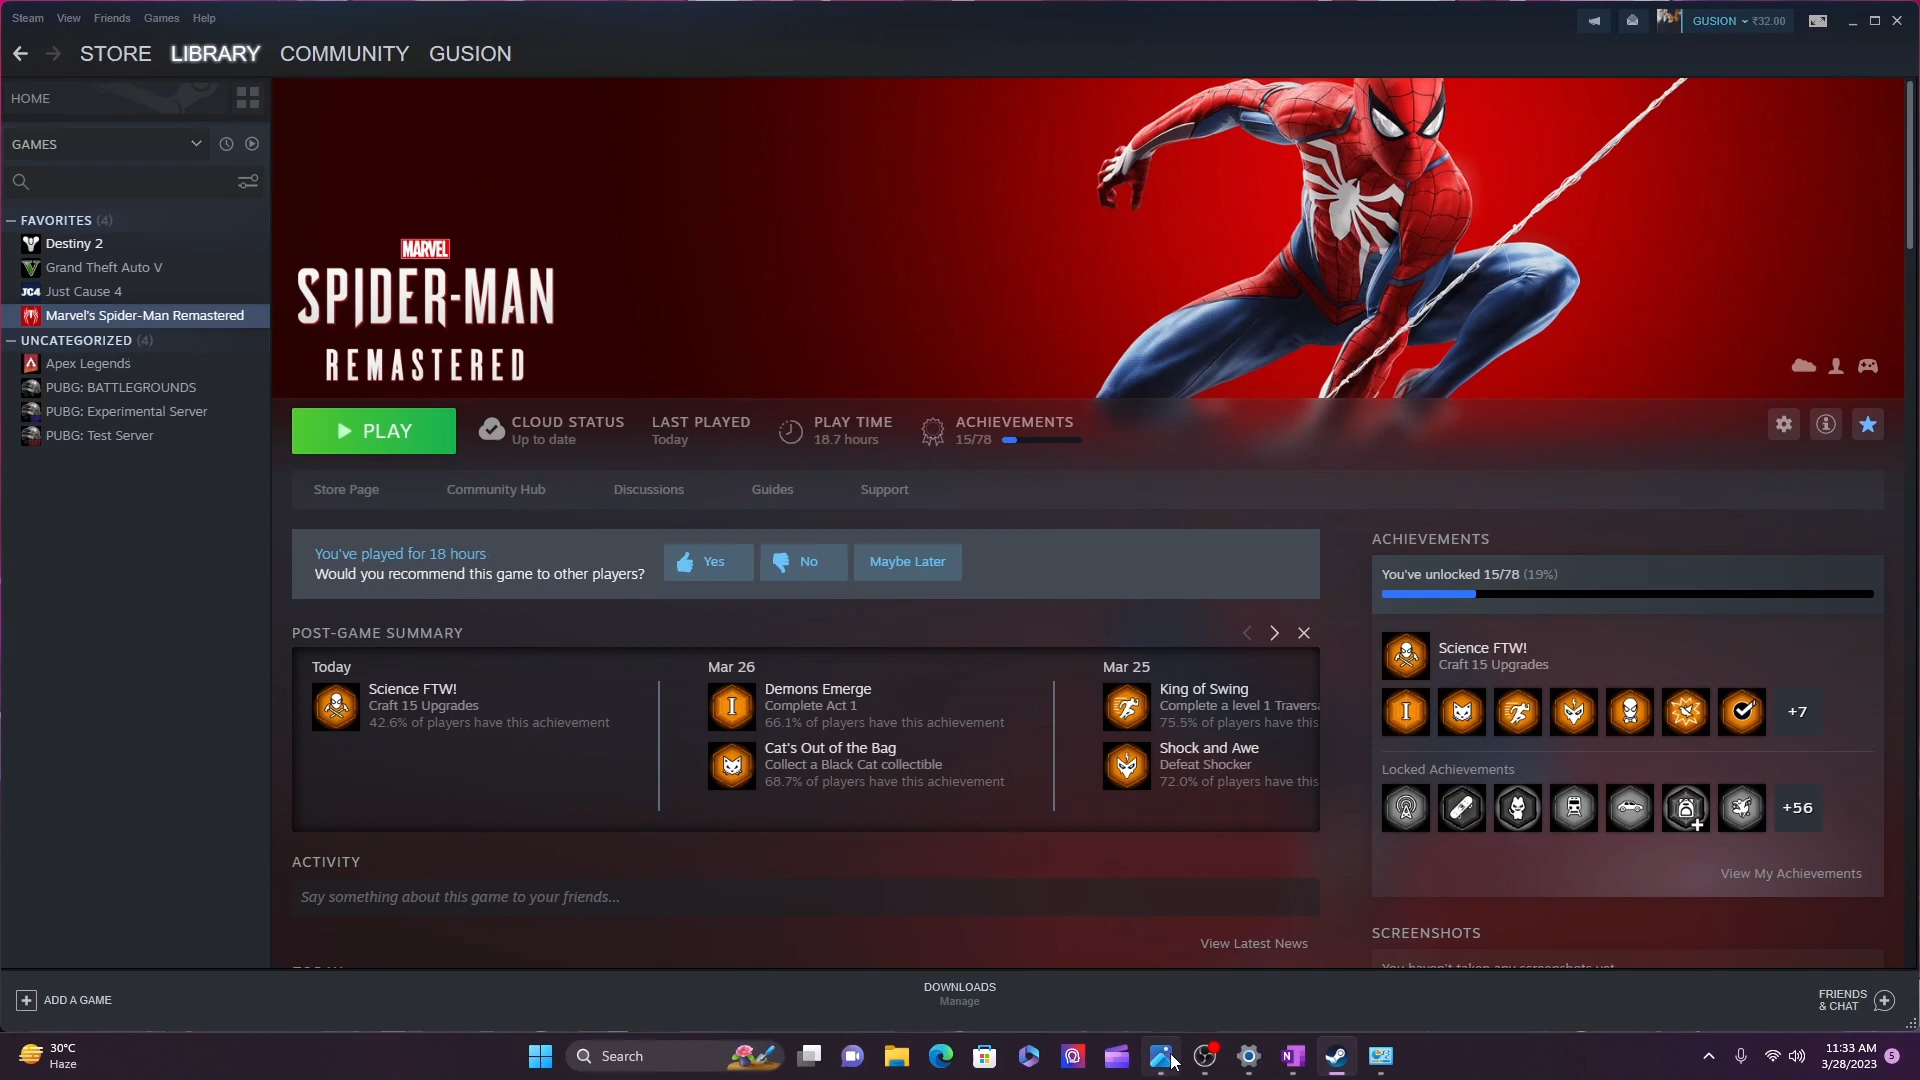 Steam View Friends Games Help
GUSION ₹32.00
STORE LIBRARY COMMUNITY GUSION
HOME
GAMES
— FAVORITES (4)
Destiny 2
Grand Theft Auto V
JC4 Just Cause 4
Marvel's Spider-Man Remastered
— UNCATEGORIZED (4)
Apex Legends
PUBG: BATTLEGROUNDS
PUBG: Experimental Server
PUBG: Test Server
MARVEL
SPIDER-MAN
REMASTERED
PLAY
CLOUD STATUS
Up to date
LAST PLAYED
Today
PLAY TIME
18.7 hours
ACHIEVEMENTS
15/78
Store Page Community Hub Discussions Guides Support
You've played for 18 hours
Would you recommend this game to other players?
Yes No Maybe Later
POST-GAME SUMMARY
Today
Science FTW!
Craft 15 Upgrades
42.6% of players have this achievement
Mar 26
Demons Emerge
Complete Act 1
66.1% of players have this achievement
Cat's Out of the Bag
Collect a Black Cat collectible
68.7% of players have this achievement
Mar 25
King of Swing
Complete a level 1 Traversa
75.5% of players have this
Shock and Awe
Defeat Shocker
72.0% of players have this
ACTIVITY
Say something about this game to your friends...
View Latest News
ACHIEVEMENTS
You've unlocked 15/78 (19%)
Science FTW!
Craft 15 Upgrades
+7
Locked Achievements
+56
View My Achievements
SCREENSHOTS
You haven't taken any screenshots yet
ADD A GAME
DOWNLOADS
Manage
FRIENDS
& CHAT
30°C
Haze
Search
11:33 AM
3/28/2023
5